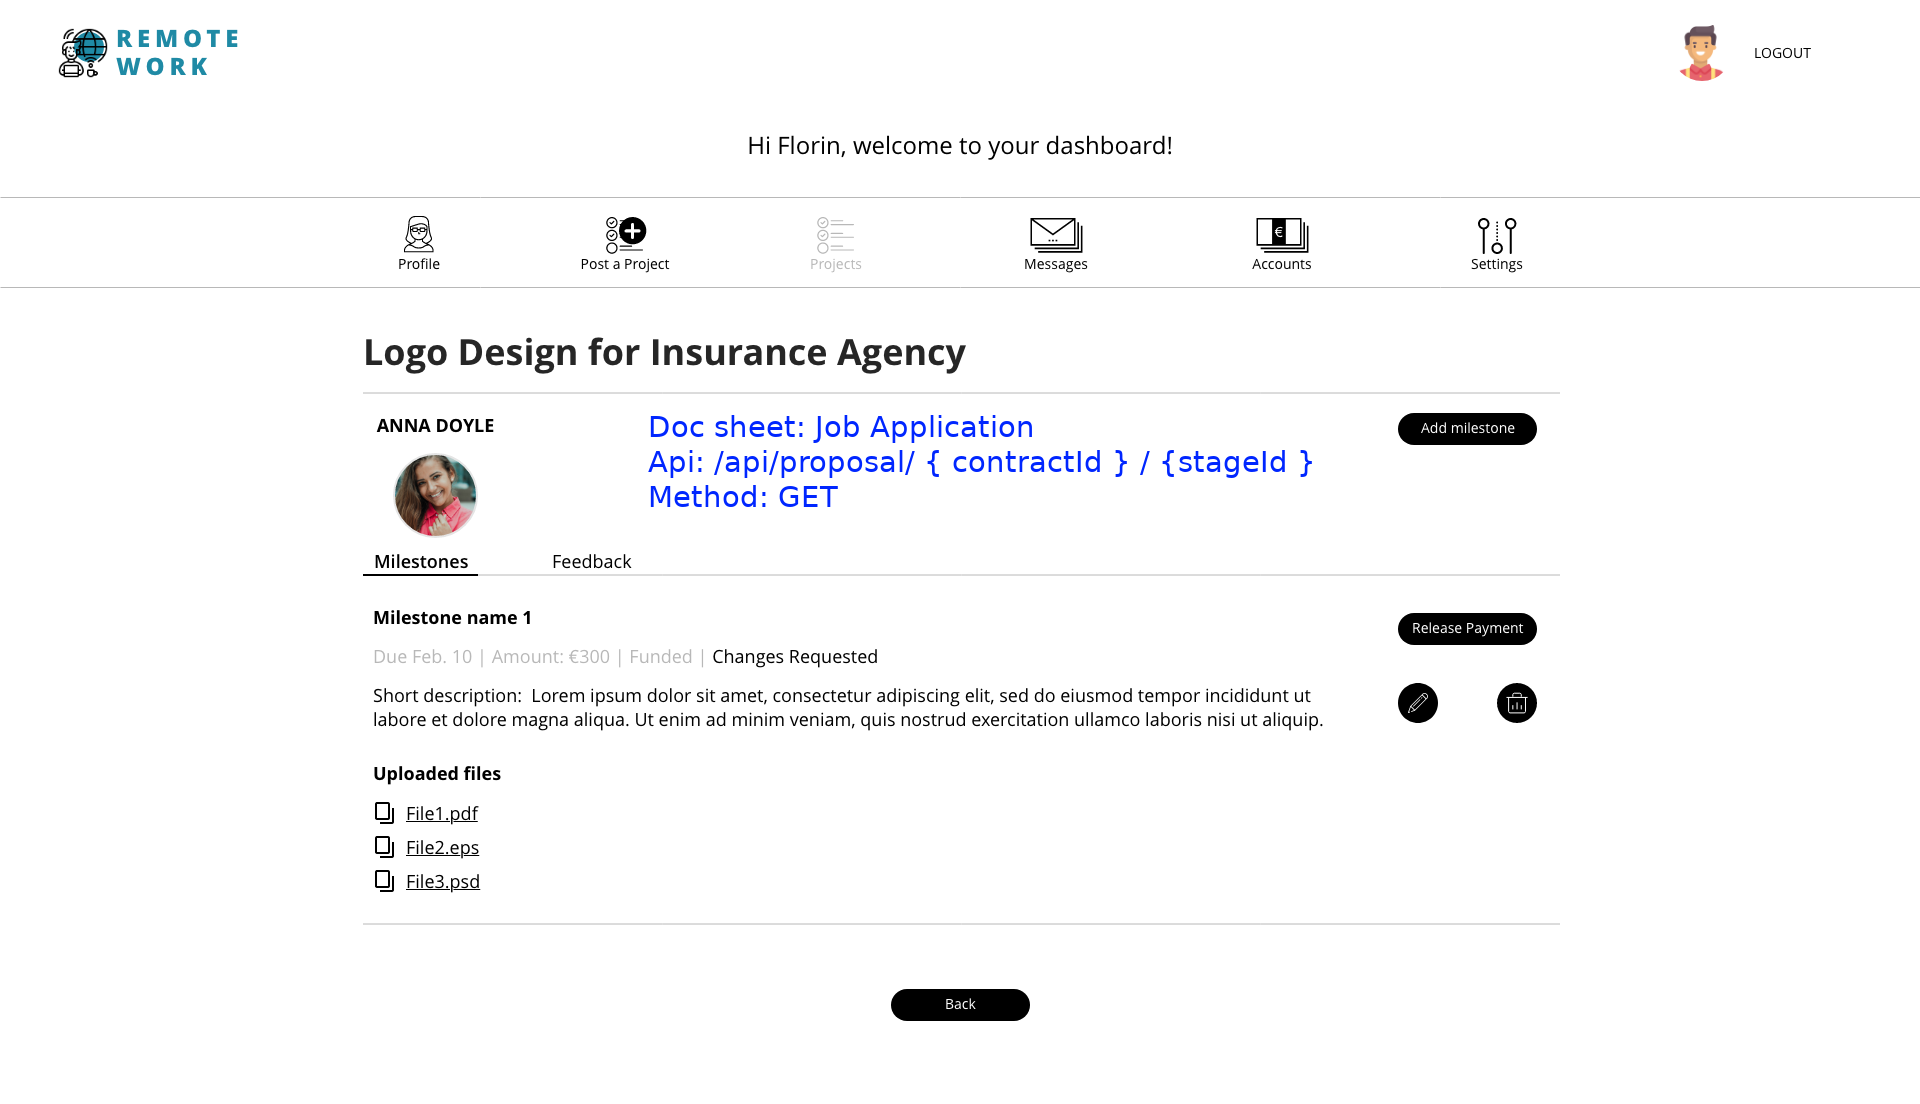 REMOTE
WORK
LOGOUT
Hi Florin, welcome to your dashboard!
Profile
Post a Project
Projects
Messages
€
Accounts
Settings
Logo Design for Insurance Agency
ANNA DOYLE
Doc sheet: Job Application
Api: /api/proposal/ { contractId } / {stageId }
Method: GET
Add milestone
Milestones
Feedback
Milestone name 1
Release Payment
Due Feb. 10 | Amount: €300 | Funded | Changes Requested
Short description:  Lorem ipsum dolor sit amet, consectetur adipiscing elit, sed do eiusmod tempor incididunt ut
labore et dolore magna aliqua. Ut enim ad minim veniam, quis nostrud exercitation ullamco laboris nisi ut aliquip.
Uploaded files
File1.pdf
File2.eps
File3.psd
Back